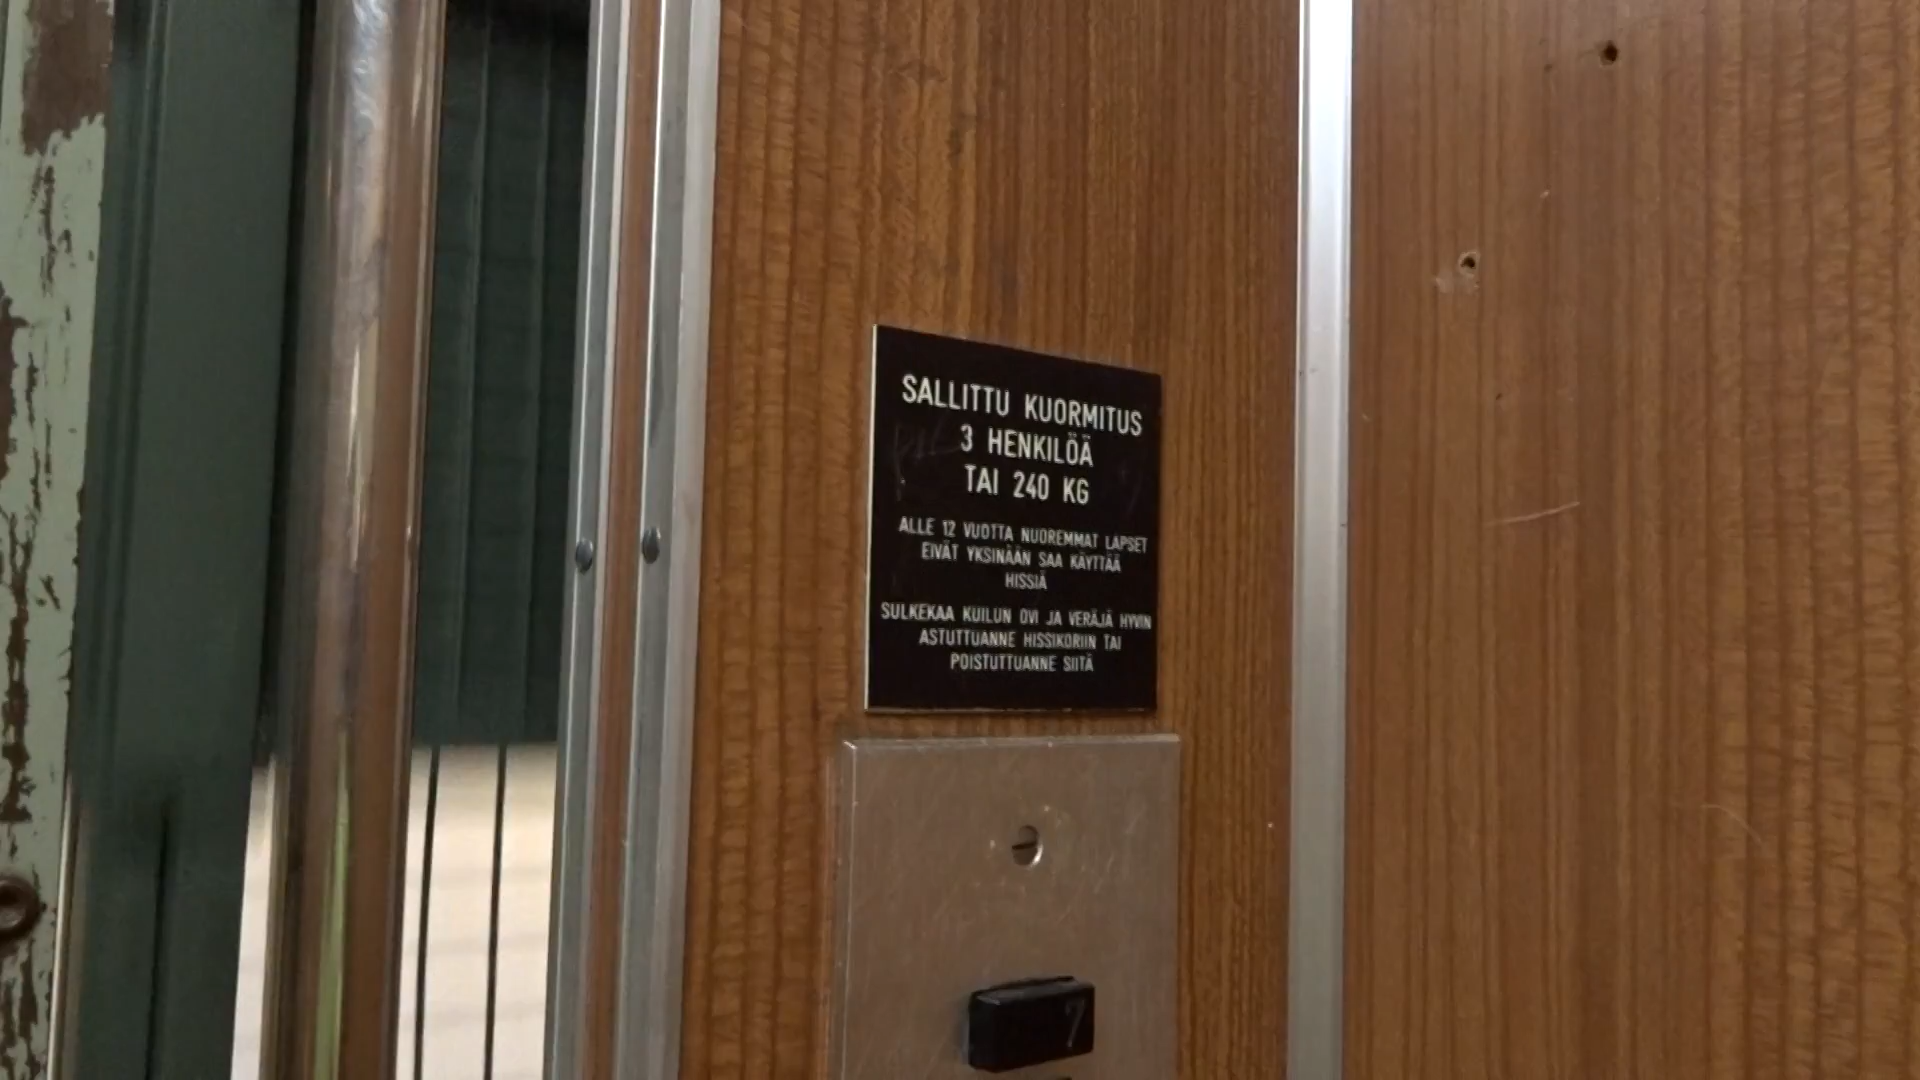 SALLITTU KUORMITUS
3 HENKILÖÄ
TAI 240 KG
ALLE 12 VUOTTA NUOREMMAT LAPSET
EIVÄT YKSINÄÄN SAA KÄYTTÄÄ
HISSIÄ
SULKEKAA KUILUN OVI JA VERÄJÄ HYVIN
ASTUTTUANNE HISSIKORIIN TAI
POISTUTTUANNE SIITÄ
7